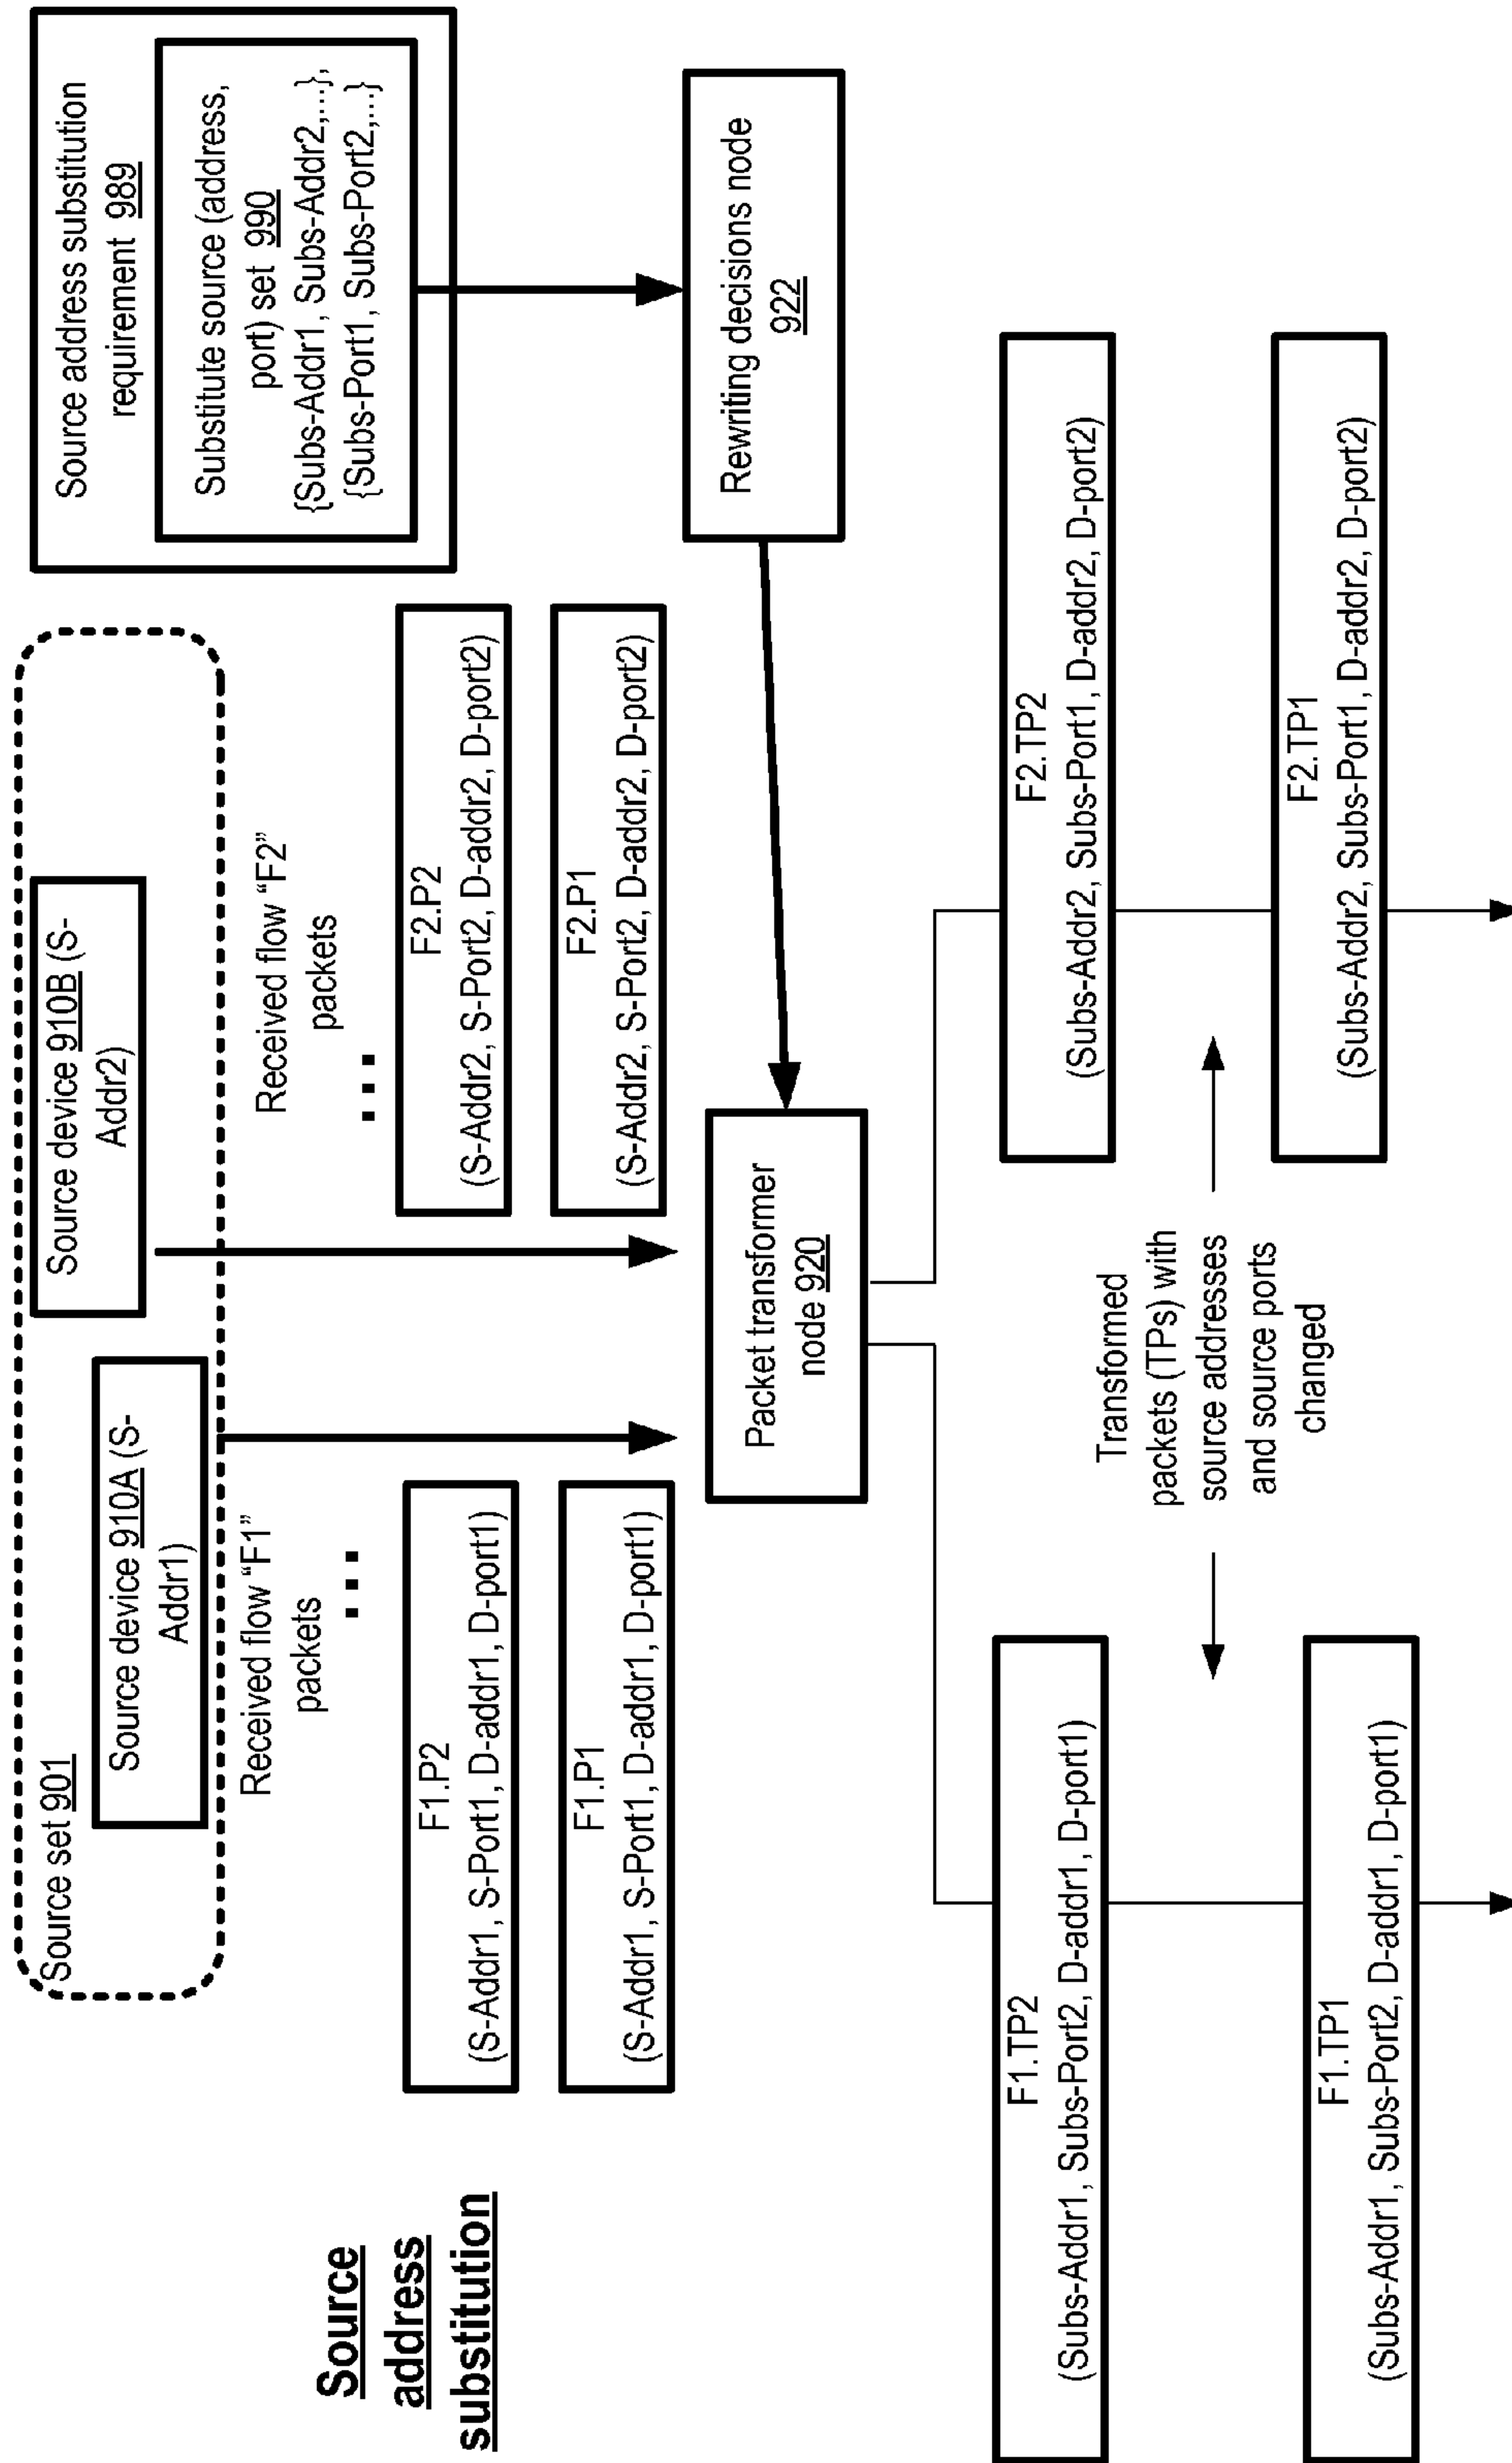 Source set 901
Source device 910A (S-
Addr1)
Source device 910B (S-
Addr2)
Source address substitution
requirement 989
Substitute source (address,
port) set 990
{Subs-Addr1, Subs-Addr2,...},
{Subs-Port1, Subs-Port2,...}
Source
address
substitution
Received flow “F1”
packets
...
F1.P2
(S-Addr1, S-Port1, D-addr1, D-port1)
F1.P1
(S-Addr1, S-Port1, D-addr1, D-port1)
Received flow “F2”
packets
...
F2.P2
(S-Addr2, S-Port2, D-addr2, D-port2)
F2.P1
(S-Addr2, S-Port2, D-addr2, D-port2)
Packet transformer
node 920
Rewriting decisions node
922
F1.TP2
(Subs-Addr1, Subs-Port2, D-addr1, D-port1)
F1.TP1
(Subs-Addr1, Subs-Port2, D-addr1, D-port1)
Transformed
packets (TPs) with
source addresses
and source ports
changed
F2.TP2
(Subs-Addr2, Subs-Port1, D-addr2, D-port2)
F2.TP1
(Subs-Addr2, Subs-Port1, D-addr2, D-port2)